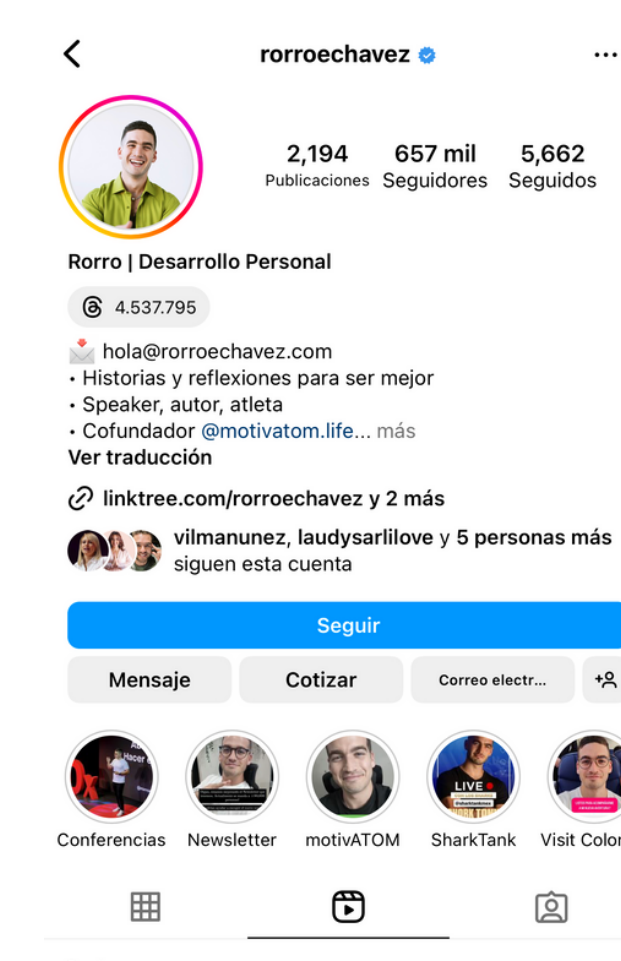 rorroechavez
2,194 657 mil 5,662
Publicaciones Seguidores Seguidos
Rorro | Desarrollo Personal
4.537.795
hola@rorroechavez.com
• Historias y reflexiones para ser mejor
• Speaker, autor, atleta
• Cofundador @motivatom.life... más
Ver traducción
linktree.com/rorroechavez y 2 más
vilmanunez, laudysarlilove y 5 personas más
siguen esta cuenta
Seguir
Mensaje Cotizar Correo electr...
Hacer
LIVE
Conferencias Newsletter motivATOM SharkTank Visit Color